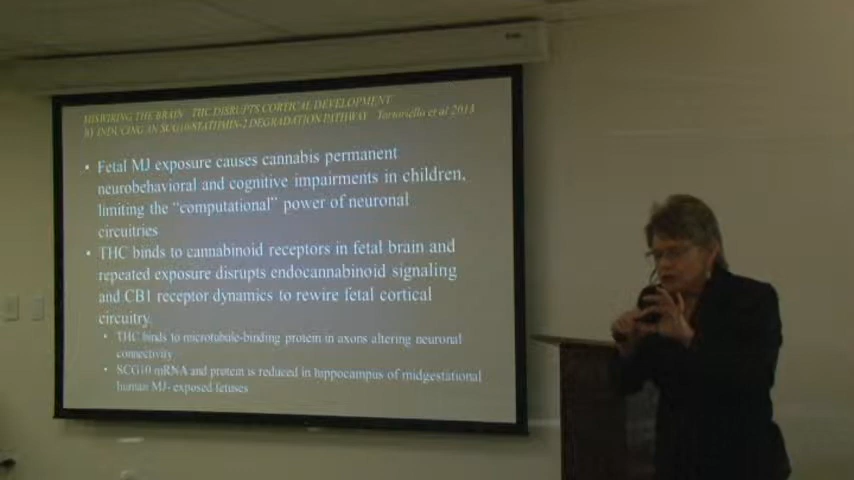 MISWIRING THE BRAIN THC DISRUPTS CORTICAL DEVELOPMENT
BY INDUCING AN SCG10/STATHMIN-2 DEGRADATION PATHWAY Tortoriello et al 2013
• Fetal MJ exposure causes cannabis permanent
neurobehavioral and cognitive impairments in children,
limiting the “computational” power of neuronal
circuitries
• THC binds to cannabinoid receptors in fetal brain and
repeated exposure disrupts endocannabinoid signaling
and CB1 receptor dynamics to rewire fetal cortical
circuitry.
• THC binds to microtubule-binding protein in axons altering neuronal
connectivity
• SCG10 mRNA and protein is reduced in hippocampus of midgestational
human MJ- exposed fetuses